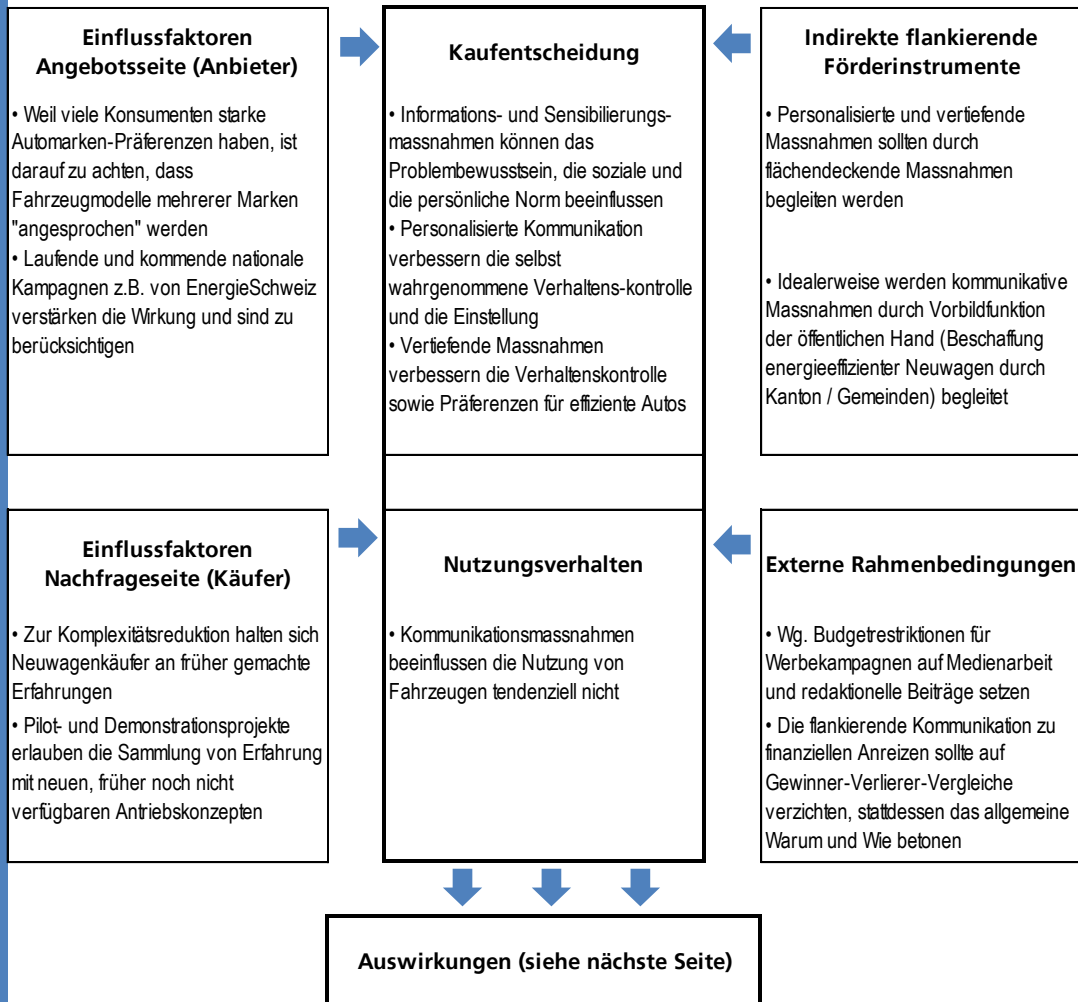 Einflussfaktoren
Angebotsseite (Anbieter)
• Weil viele Konsumenten starke
Automarken-Präferenzen haben, ist
darauf zu achten, dass
Fahrzeugmodelle mehrerer Marken
"angesprochen" werden
• Laufende und kommende nationale
Kampagnen z.B. von EnergieSchweiz
verstärken die Wirkung und sind zu
berücksichtigen
Kaufentscheidung
• Informations- und Sensibilierungs-
massnahmen können das
Problembewusstsein, die soziale und
die persönliche Norm beeinflussen
• Personalisierte Kommunikation
verbessern die selbst
wahrgenommene Verhaltens-kontrolle
und die Einstellung
• Vertiefende Massnahmen
verbessern die Verhaltenskontrolle
sowie Präferenzen für effiziente Autos
Indirekte flankierende
Förderinstrumente
• Personalisierte und vertiefende
Massnahmen sollten durch
flächendeckende Massnahmen
begleiten werden
• Idealerweise werden kommunikative
Massnahmen durch Vorbildfunktion
der öffentlichen Hand (Beschaffung
energieeffizienter Neuwagen durch
Kanton / Gemeinden) begleitet
Einflussfaktoren
Nachfrageseite (Käufer)
• Zur Komplexitätsreduktion halten sich
Neuwagenkäufer an früher gemachte
Erfahrungen
• Pilot- und Demonstrationsprojekte
erlauben die Sammlung von Erfahrung
mit neuen, früher noch nicht
verfügbaren Antriebskonzepten
Nutzungsverhalten
• Kommunikationsmassnahmen
beeinflussen die Nutzung von
Fahrzeugen tendenziell nicht
Externe Rahmenbedingungen
• Wg. Budgetrestriktionen für
Werbekampagnen auf Medienarbeit
und redaktionelle Beiträge setzen
• Die flankierende Kommunikation zu
finanziellen Anreizen sollte auf
Gewinner-Verlierer-Vergleiche
verzichten, stattdessen das allgemeine
Warum und Wie betonen
Auswirkungen (siehe nächste Seite)